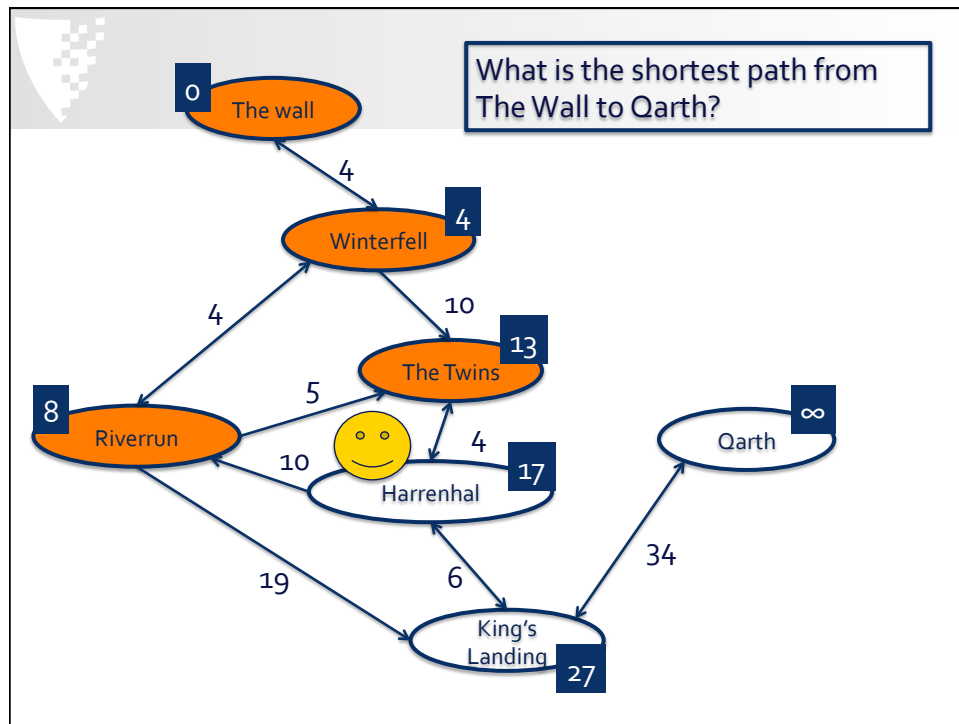 What is the shortest path from
The Wall to Qarth?
0
The wall
4
4
Winterfell
4
10
13
The Twins
5
8
Riverrun
4
∞
Qarth
10
17
Harrenhal
19
6
34
King's
Landing
27